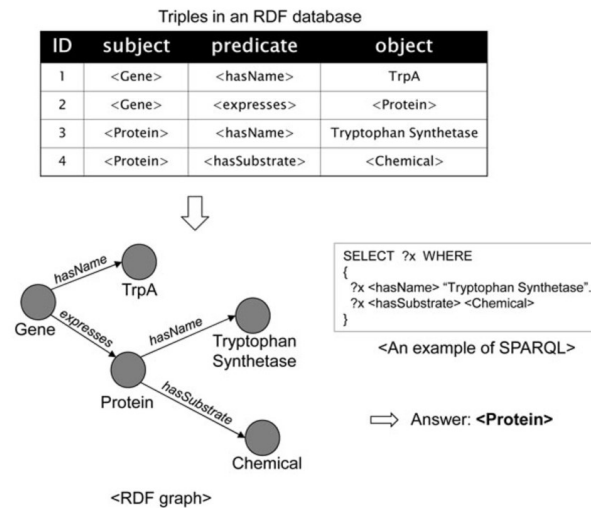 Triples in an RDF database
ID subject predicate object
1 <Gene> <hasName> TrpA
2 <Gene> <expresses> <Protein>
3 <Protein> <hasName> Tryptophan Synthetase
4 <Protein> <hasSubstrate> <Chemical>
hasName
TrpA
Gene
expresses
hasName
Tryptophan
Synthetase
Protein
hasSubstrate
Chemical
<RDF graph>
SELECT ?x WHERE
{
?x <hasName> “Tryptophan Synthetase”.
?x <hasSubstrate> <Chemical>
}
<An example of SPARQL>
Answer: <Protein>